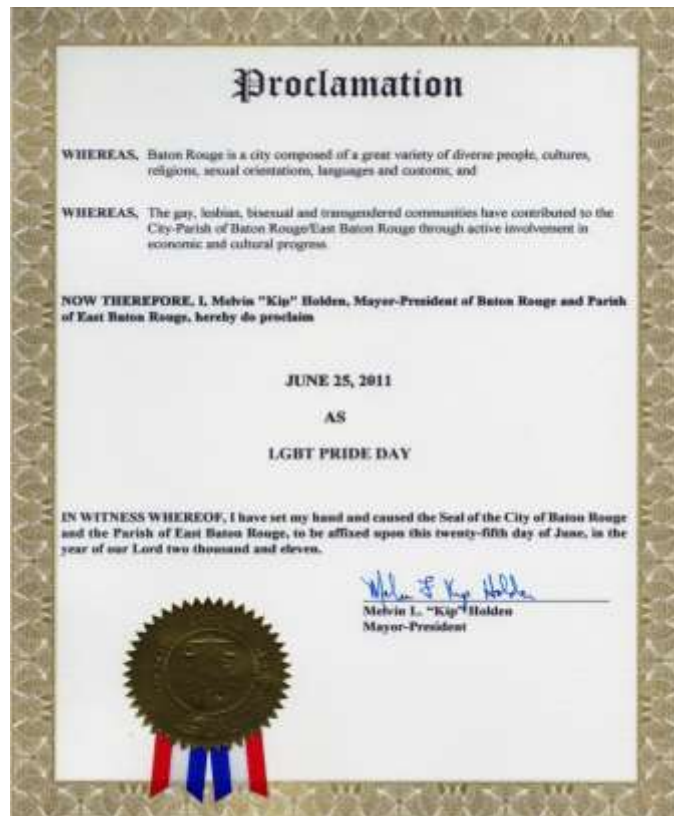 Proclamation
WHEREAS, Baton Rouge is a city composed of a great variety of diverse people, cultures,
religions, sexual orientations, languages and customs; and
WHEREAS, The gay, lesbian, bisexual and transgendered communities have contributed to the
City-Parish of Baton Rouge/East Baton Rouge through active involvement in
economic and cultural progress.
NOW THEREFORE, I, Melvin "Kip" Holden, Mayor-President of Baton Rouge and Parish
of East Baton Rouge, hereby do proclaim
JUNE 25, 2011
AS
LGBT PRIDE DAY
IN WITNESS WHEREOF, I have set my hand and caused the Seal of the City of Baton Rouge
and the Parish of East Baton Rouge, to be affixed upon this twenty-fifth day of June, in the
year of our Lord two thousand and eleven.
Melvin L. "Kip" Holden
Mayor-President